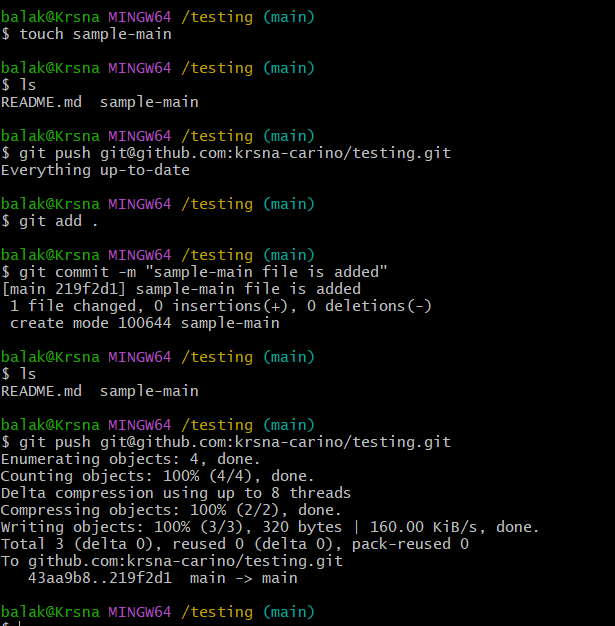 balak@Krsna MINGW64 /testing (main)
$ touch sample-main
balak@Krsna MINGW64 /testing (main)
$ ls
README.md  sample-main
balak@Krsna MINGW64 /testing (main)
$ git push git@github.com:krsna-carino/testing.git
Everything up-to-date
balak@Krsna MINGW64 /testing (main)
$ git add .
balak@Krsna MINGW64 /testing (main)
$ git commit -m "sample-main file is added"
[main 219f2d1] sample-main file is added
 1 file changed, 0 insertions(+), 0 deletions(-)
 create mode 100644 sample-main
balak@Krsna MINGW64 /testing (main)
$ ls
README.md  sample-main
balak@Krsna MINGW64 /testing (main)
$ git push git@github.com:krsna-carino/testing.git
Enumerating objects: 4, done.
Counting objects: 100% (4/4), done.
Delta compression using up to 8 threads
Compressing objects: 100% (2/2), done.
Writing objects: 100% (3/3), 320 bytes | 160.00 KiB/s, done.
Total 3 (delta 0), reused 0 (delta 0), pack-reused 0
To github.com:krsna-carino/testing.git
   43aa9b8..219f2d1  main -> main
balak@Krsna MINGW64 /testing (main)
$